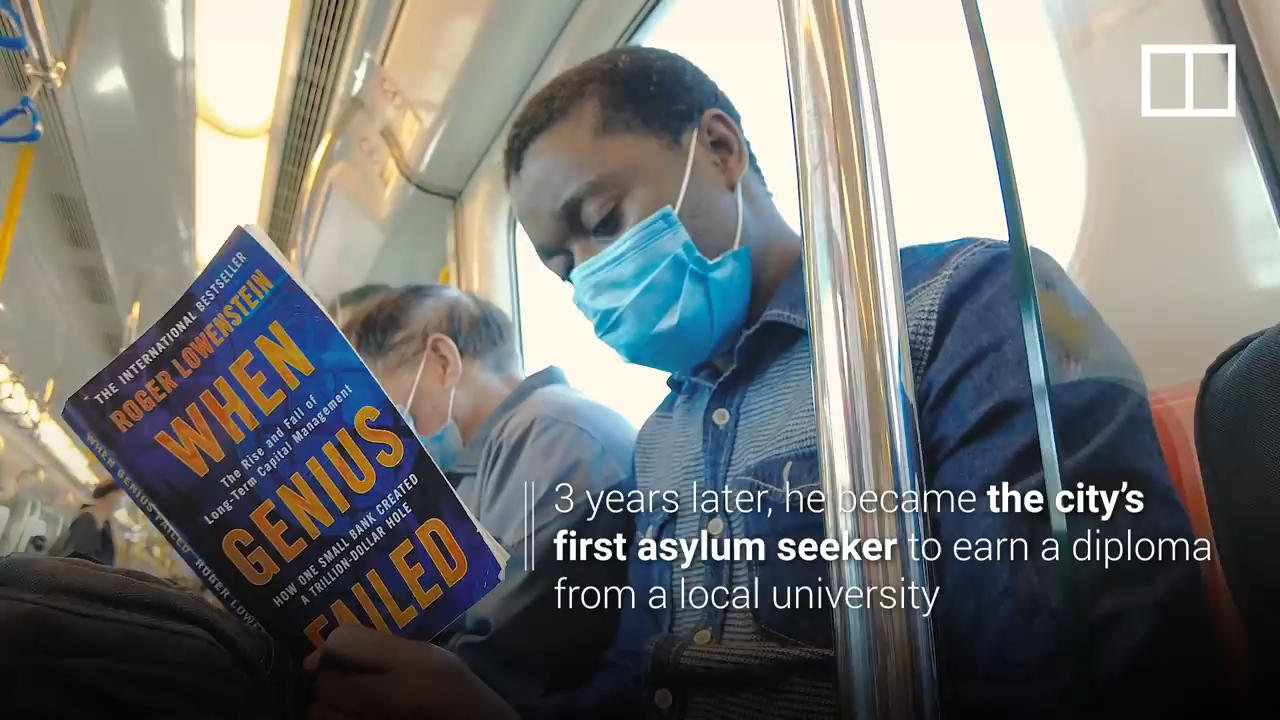 THE INTERNATIONAL BESTSELLER
ROGER LOWENSTEIN
WHEN
The Rise and Fall of
Long-Term Capital Management
GENIUS
HOW ONE SMALL BANK CREATED
A TRILLION-DOLLAR HOLE
FAILED
WHEN GENIUS FAILED
3 years later, he became the city's
first asylum seeker to earn a diploma
from a local university